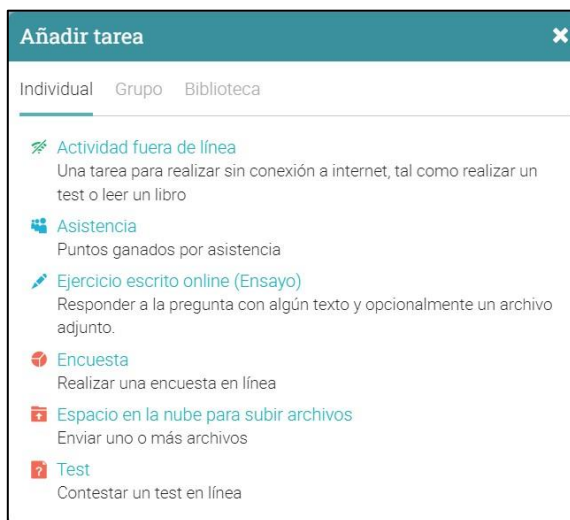 Añadir tarea
Individual Grupo Biblioteca
Actividad fuera de línea
Una tarea para realizar sin conexión a internet, tal como realizar un
test o leer un libro
Asistencia
Puntos ganados por asistencia
Ejercicio escrito online (Ensayo)
Responder a la pregunta con algún texto y opcionalmente un archivo
adjunto.
Encuesta
Realizar una encuesta en línea
Espacio en la nube para subir archivos
Enviar uno o más archivos
Test
Contestar un test en línea